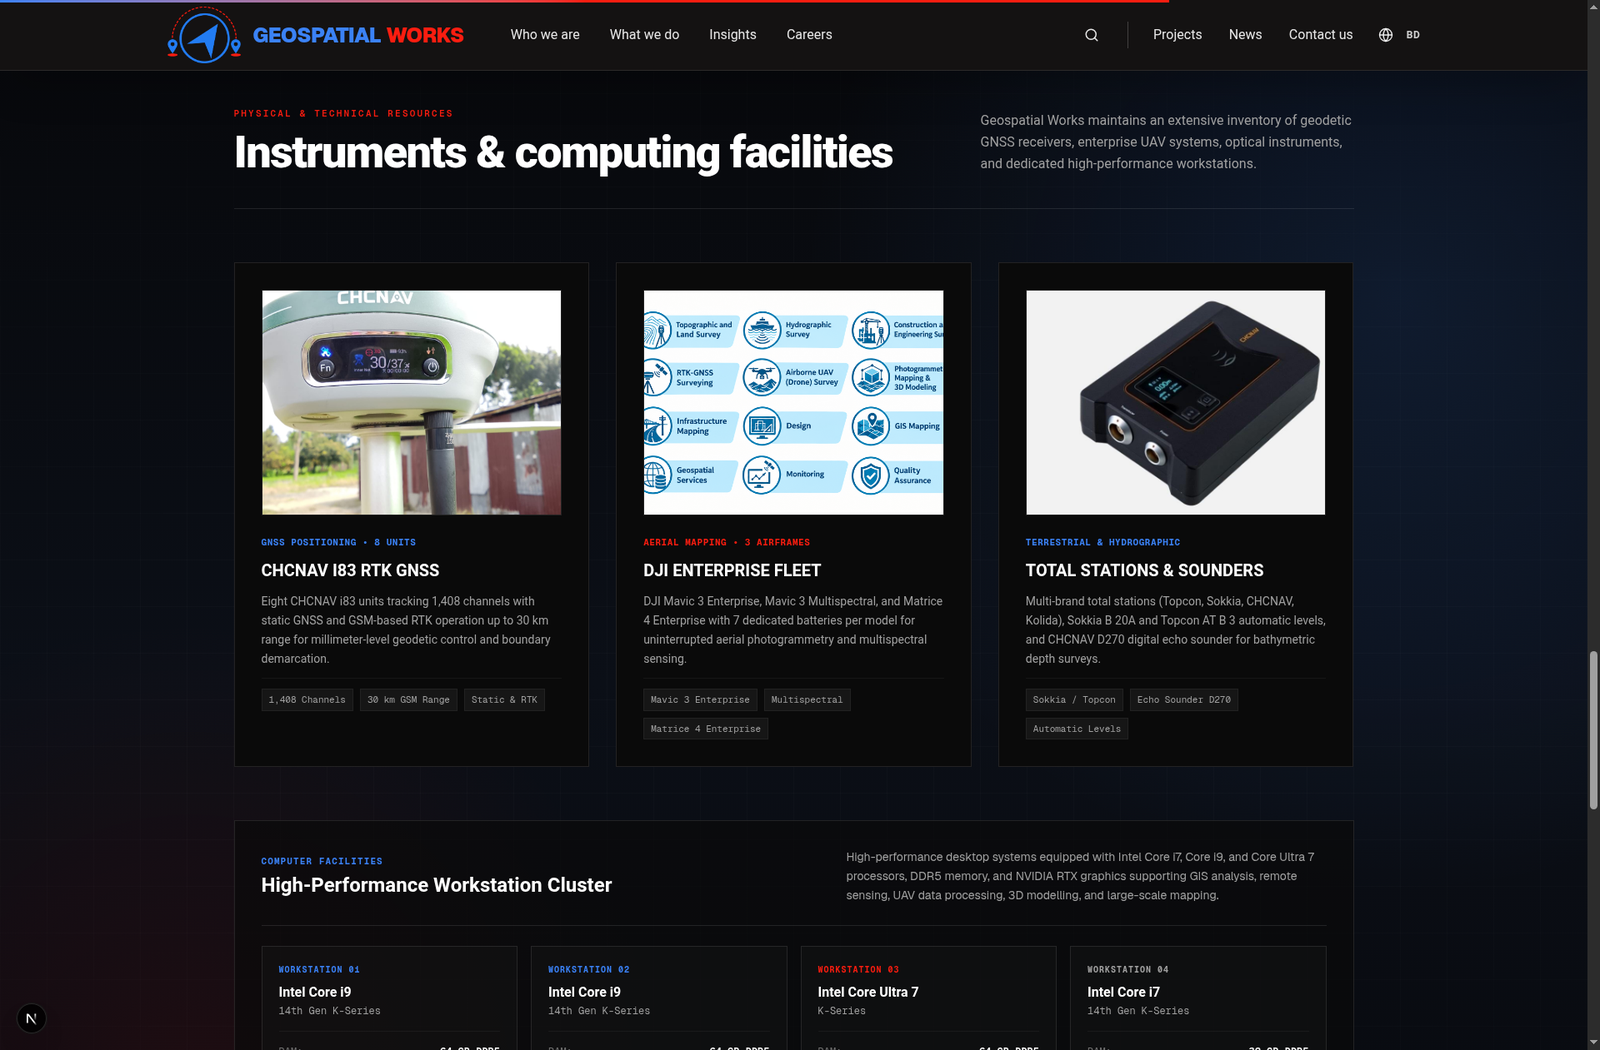 GEOSPATIAL WORKS
Who we are
What we do
Insights
Careers
Projects
News
Contact us
BD
PHYSICAL & TECHNICAL RESOURCES
Instruments & computing facilities
Geospatial Works maintains an extensive inventory of geodetic
GNSS receivers, enterprise UAV systems, optical instruments,
and dedicated high-performance workstations.
CHCNAV
Fn
30/37
GNSS POSITIONING • 8 UNITS
CHCNAV I83 RTK GNSS
Eight CHCNAV i83 units tracking 1,408 channels with
static GNSS and GSM-based RTK operation up to 30 km
range for millimeter-level geodetic control and boundary
demarcation.
1,408 Channels
30 km GSM Range
Static & RTK
Topographic and
Land Survey
Hydrographic
Survey
Construction a
Engineering Su
RTK-GNSS
Surveying
Airborne UAV
(Drone) Survey
Photogrammet
Mapping &
3D Modeling
Infrastructure
Mapping
Design
GIS Mapping
Geospatial
Services
Monitoring
Quality
Assurance
AERIAL MAPPING • 3 AIRFRAMES
DJI ENTERPRISE FLEET
DJI Mavic 3 Enterprise, Mavic 3 Multispectral, and Matrice
4 Enterprise with 7 dedicated batteries per model for
uninterrupted aerial photogrammetry and multispectral
sensing.
Mavic 3 Enterprise
Multispectral
Matrice 4 Enterprise
CHCNAV
TERRESTRIAL & HYDROGRAPHIC
TOTAL STATIONS & SOUNDERS
Multi-brand total stations (Topcon, Sokkia, CHCNAV,
Kolida), Sokkia B 20A and Topcon AT B 3 automatic levels,
and CHCNAV D270 digital echo sounder for bathymetric
depth surveys.
Sokkia / Topcon
Echo Sounder D270
Automatic Levels
COMPUTER FACILITIES
High-Performance Workstation Cluster
High-performance desktop systems equipped with Intel Core i7, Core i9, and Core Ultra 7
processors, DDR5 memory, and NVIDIA RTX graphics supporting GIS analysis, remote
sensing, UAV data processing, 3D modelling, and large-scale mapping.
WORKSTATION 01
Intel Core i9
14th Gen K-Series
WORKSTATION 02
Intel Core i9
14th Gen K-Series
WORKSTATION 03
Intel Core Ultra 7
K-Series
WORKSTATION 04
Intel Core i7
14th Gen K-Series
N